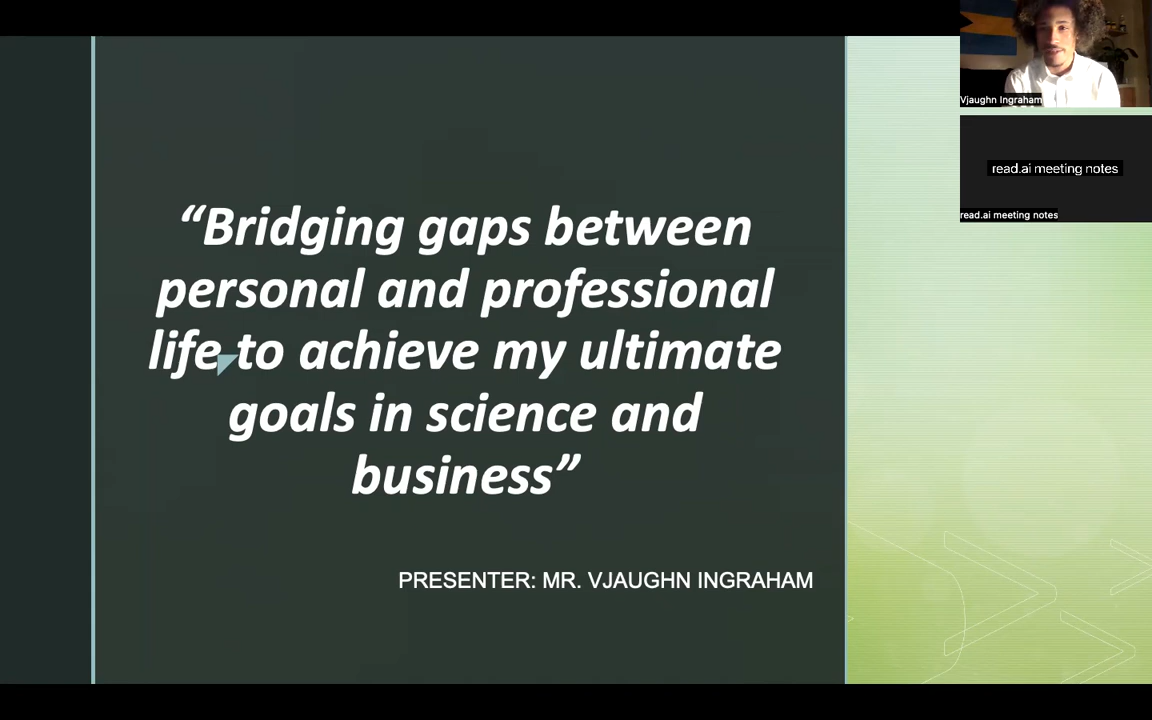 “Bridging gaps between
personal and professional
life to achieve my ultimate
goals in science and
business”
PRESENTER: MR. VJAUGHN INGRAHAM
Vjaughn Ingraham
read.ai meeting notes
read.ai meeting notes